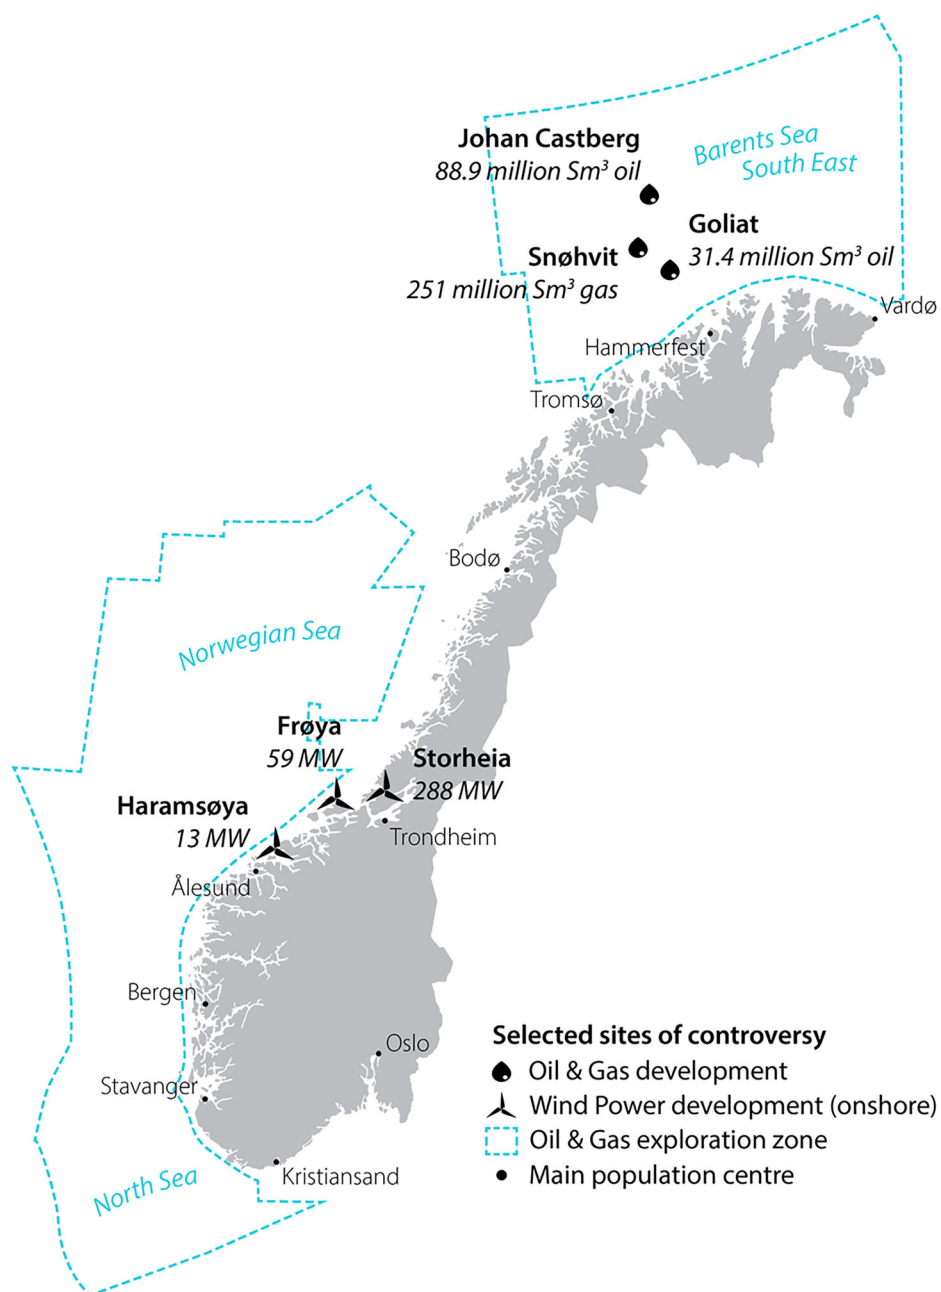 Johan Castberg
88.9 million Sm³ oil
Barents Sea
South East
Goliat
31.4 million Sm³ oil
Snøhvit
251 million Sm³ gas
Vardø
Hammerfest
Tromsø
Bodø
Norwegian Sea
Frøya
59 MW
Storheia
288 MW
Haramsøya
13 MW
Trondheim
Ålesund
Bergen
Oslo
Stavanger
Kristiansand
North Sea
Selected sites of controversy
Oil & Gas development
Wind Power development (onshore)
Oil & Gas exploration zone
Main population centre